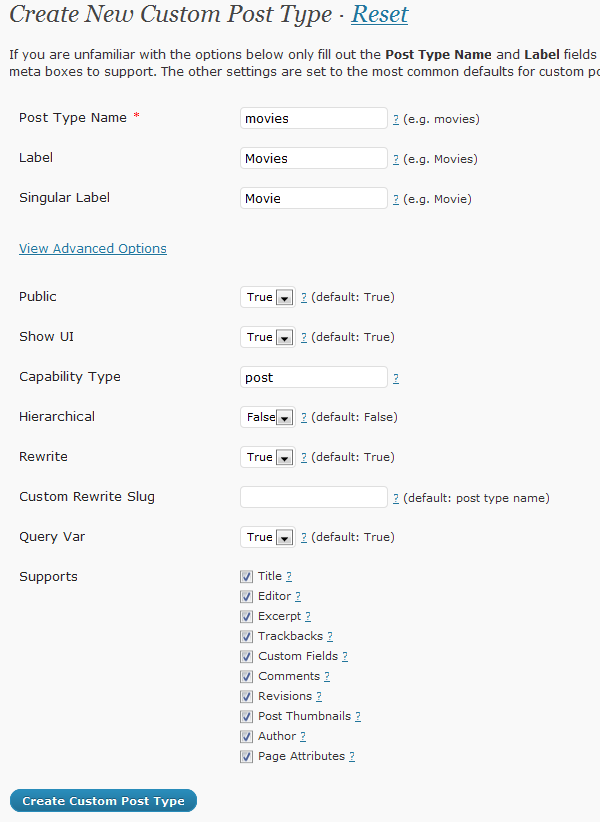 Create New Custom Post Type · Reset
If you are unfamiliar with the options below only fill out the Post Type Name and Label fields
meta boxes to support. The other settings are set to the most common defaults for custom po
Post Type Name * movies ? (e.g. movies)
Label Movies ? (e.g. Movies)
Singular Label Movie ? (e.g. Movie)
View Advanced Options
Public True ? (default: True)
Show UI True ? (default: True)
Capability Type post ?
Hierarchical False ? (default: False)
Rewrite True ? (default: True)
Custom Rewrite Slug ? (default: post type name)
Query Var True ? (default: True)
Supports Title ?
Editor ?
Excerpt ?
Trackbacks ?
Custom Fields ?
Comments ?
Revisions ?
Post Thumbnails ?
Author ?
Page Attributes ?
Create Custom Post Type